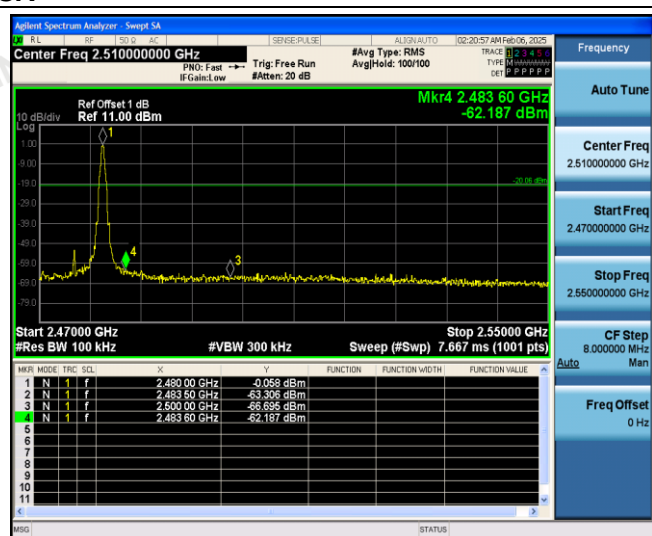 Agilent Spectrum Analyzer - Swept SA
RL RF 50 Ω AC SENSE:PULSE ALIGN AUTO 02:20:57 AM Feb 06, 2025
Center Freq 2.510000000 GHz
PNO: Fast
IFGain:Low
Trig: Free Run
#Atten: 20 dB
#Avg Type: RMS
Avg|Hold: 100/100
TRACE 1 2 3 4 5 6
TYPE M
DET P P P P P P
Frequency
Mkr4 2.483 60 GHz
-62.187 dBm
Ref Offset 1 dB
10 dB/div Ref 11.00 dBm
Log
1
1.00
-9.00
-19.0
-20.06 dBm
-29.0
-39.0
-49.0
4
3
-59.0
-69.0
-79.0
Start 2.47000 GHz Stop 2.55000 GHz
#Res BW 100 kHz #VBW 300 kHz Sweep (#Swp) 7.667 ms (1001 pts)
MKR MODE TRC SCL X Y FUNCTION FUNCTION WIDTH FUNCTION VALUE
1 N 1 f 2.480 00 GHz -0.058 dBm
2 N 1 f 2.483 50 GHz -63.306 dBm
3 N 1 f 2.500 00 GHz -66.695 dBm
4 N 1 f 2.483 60 GHz -62.187 dBm
5
6
7
8
9
10
11
MSG STATUS
Auto Tune
Center Freq
2.510000000 GHz
Start Freq
2.470000000 GHz
Stop Freq
2.550000000 GHz
CF Step
8.000000 MHz
Auto Man
Freq Offset
0 Hz